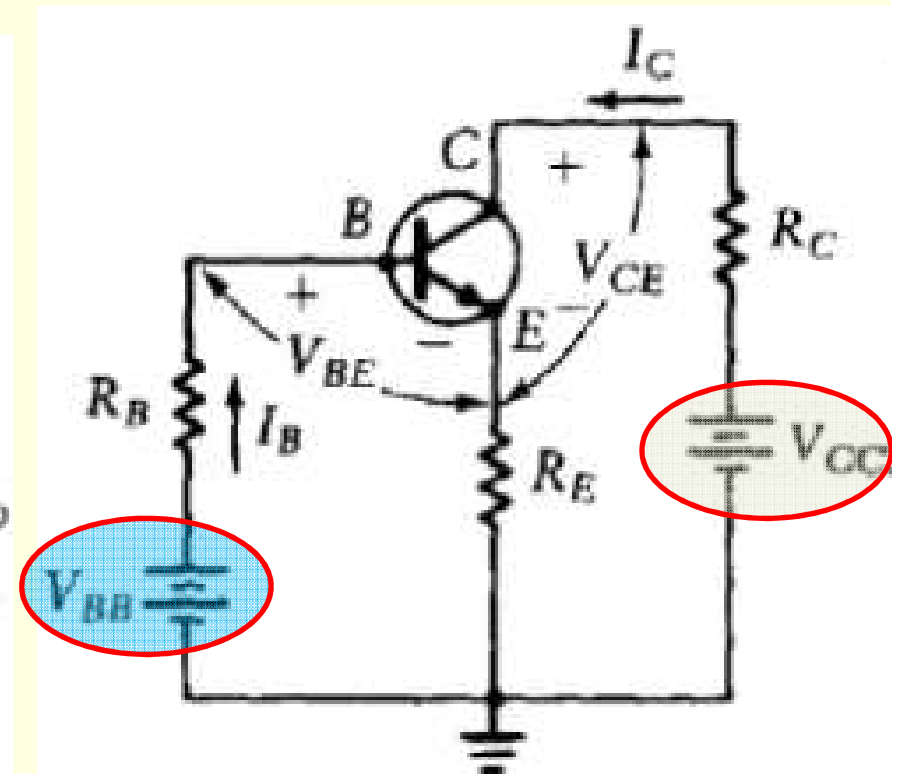 I_C
C
+
B
R_C
V_CE
+
E
−
−
V_BE
R_B
I_B
V_CC
R_E
V_BB